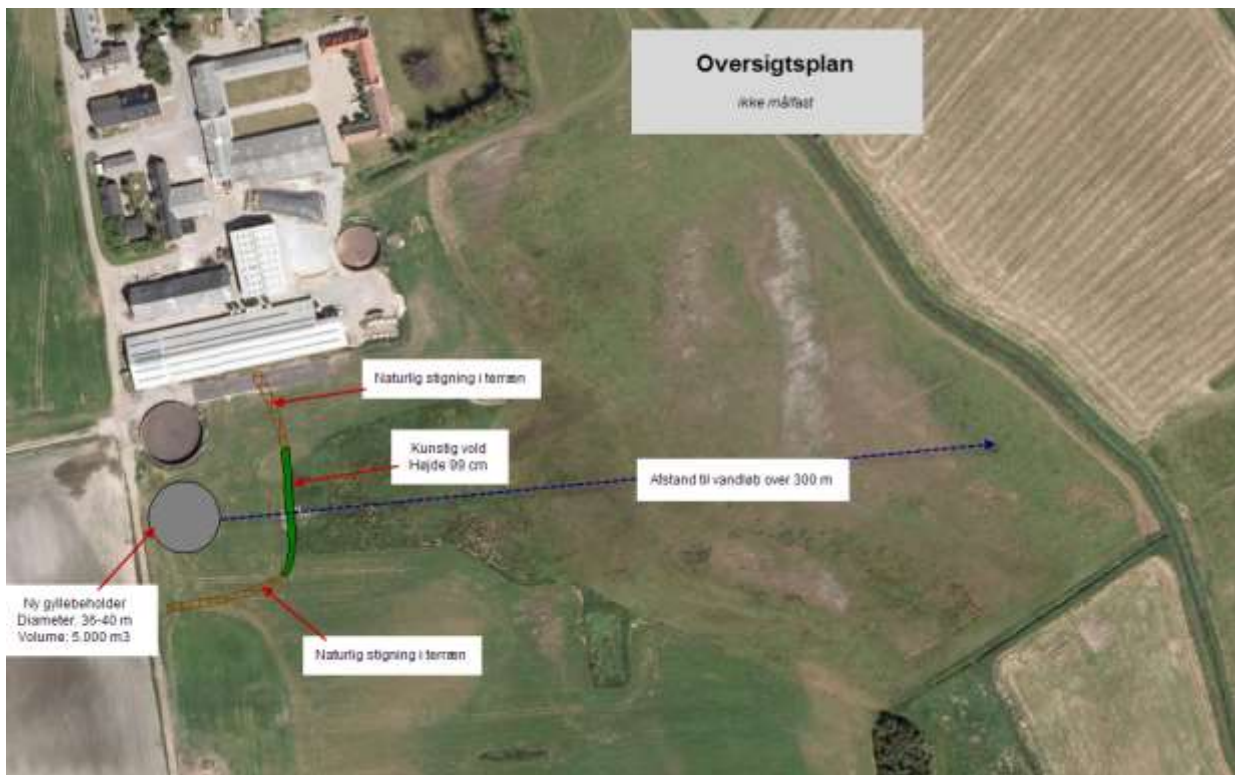 Oversigtsplan
ikke målfast
Naturlig stigning i terræn
Kunstig vold
Højde 99 cm
Afstand til vandløb over 300 m
Ny gyllebeholder
Diameter: 36-40 m
Volume: 5.000 m3
Naturlig stigning i terræn